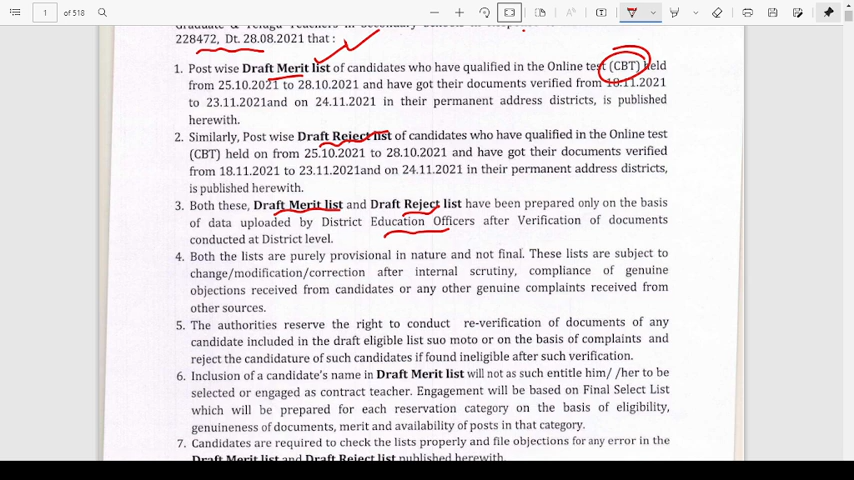 1 of 518
Graduate & Telugu Teachers in Secondary Schools
228472, Dt. 28.08.2021 that :
1. Post wise Draft Merit list of candidates who have qualified in the Online test (CBT) held
from 25.10.2021 to 28.10.2021 and have got their documents verified from 18.11.2021
to 23.11.2021and on 24.11.2021 in their permanent address districts, is published
herewith.
2. Similarly, Post wise Draft Reject list of candidates who have qualified in the Online test
(CBT) held on from 25.10.2021 to 28.10.2021 and have got their documents verified
from 18.11.2021 to 23.11.2021and on 24.11.2021 in their permanent address districts,
is published herewith.
3. Both these, Draft Merit list and Draft Reject list have been prepared only on the basis
of data uploaded by District Education Officers after Verification of documents
conducted at District level.
4. Both the lists are purely provisional in nature and not final. These lists are subject to
change/modification/correction after internal scrutiny, compliance of genuine
objections received from candidates or any other genuine complaints received from
other sources.
5. The authorities reserve the right to conduct re-verification of documents of any
candidate included in the draft eligible list suo moto or on the basis of complaints and
reject the candidature of such candidates if found ineligible after such verification.
6. Inclusion of a candidate's name in Draft Merit list will not as such entitle him/ /her to be
selected or engaged as contract teacher. Engagement will be based on Final Select List
which will be prepared for each reservation category on the basis of eligibility,
genuineness of documents, merit and availability of posts in that category.
7. Candidates are required to check the lists properly and file objections for any error in the
Draft Merit list and Draft Reject list published herewith.